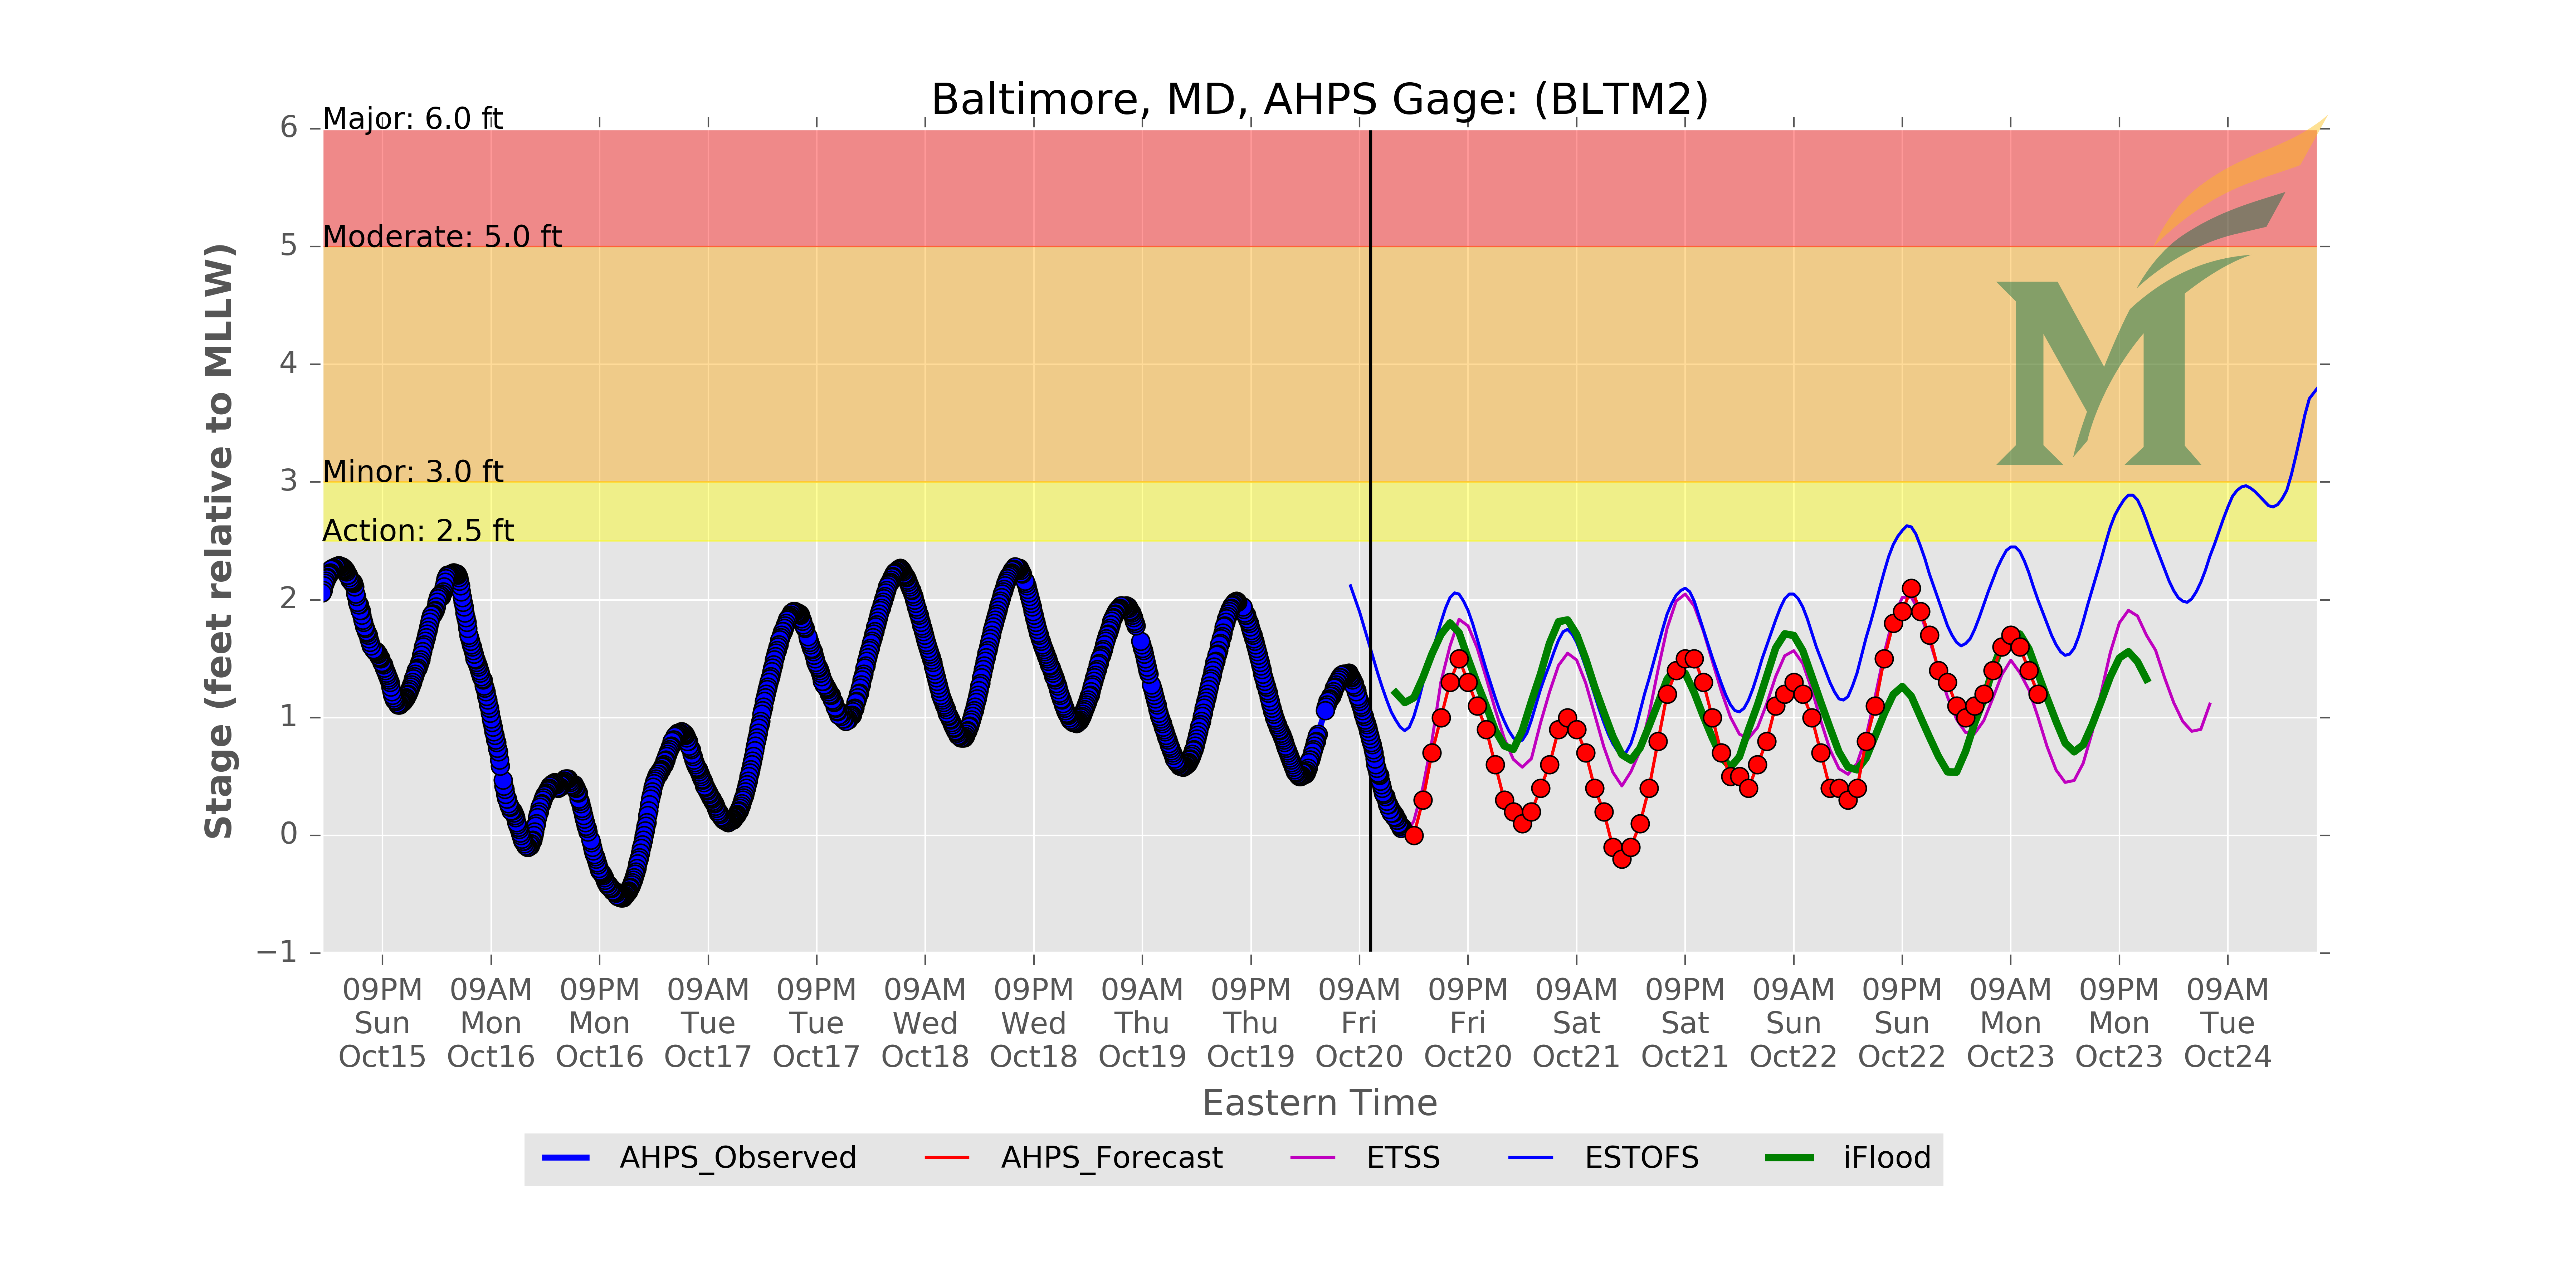 Baltimore, MD, AHPS Gage: (BLTM2)
Major: 6.0 ft
Moderate: 5.0 ft
Minor: 3.0 ft
Action: 2.5 ft
6
5
4
3
2
1
0
−1
Stage (feet relative to MLLW)
09PM 09AM 09PM 09AM 09PM 09AM 09PM 09AM 09PM 09AM 09PM 09AM 09PM 09AM 09PM 09AM 09PM 09AM
Sun Mon Mon Tue Tue Wed Wed Thu Thu Fri Fri Sat Sat Sun Sun Mon Mon Tue
Oct15 Oct16 Oct16 Oct17 Oct17 Oct18 Oct18 Oct19 Oct19 Oct20 Oct20 Oct21 Oct21 Oct22 Oct22 Oct23 Oct23 Oct24
Eastern Time
AHPS_Observed AHPS_Forecast ETSS ESTOFS iFlood
M